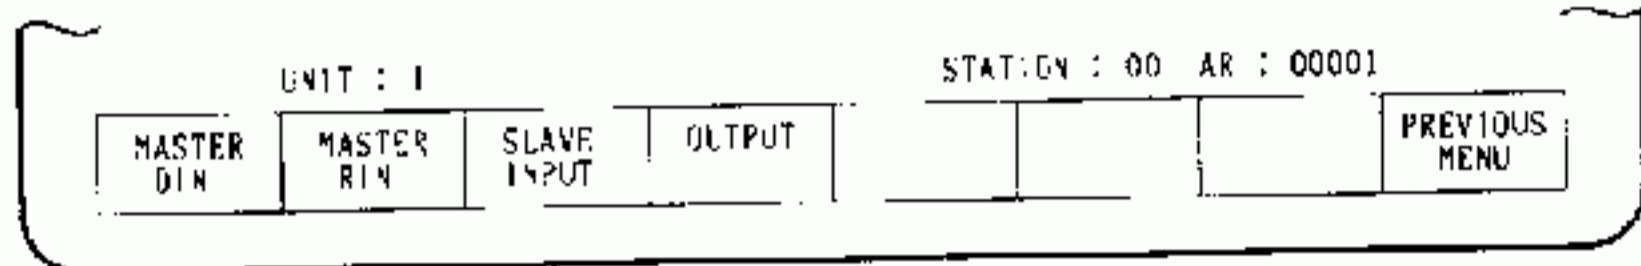 UNIT : 1 STATION : 00 AR : 00001
MASTER MASTER SLAVE OUTPUT PREVIOUS
DIN RIN INPUT MENU